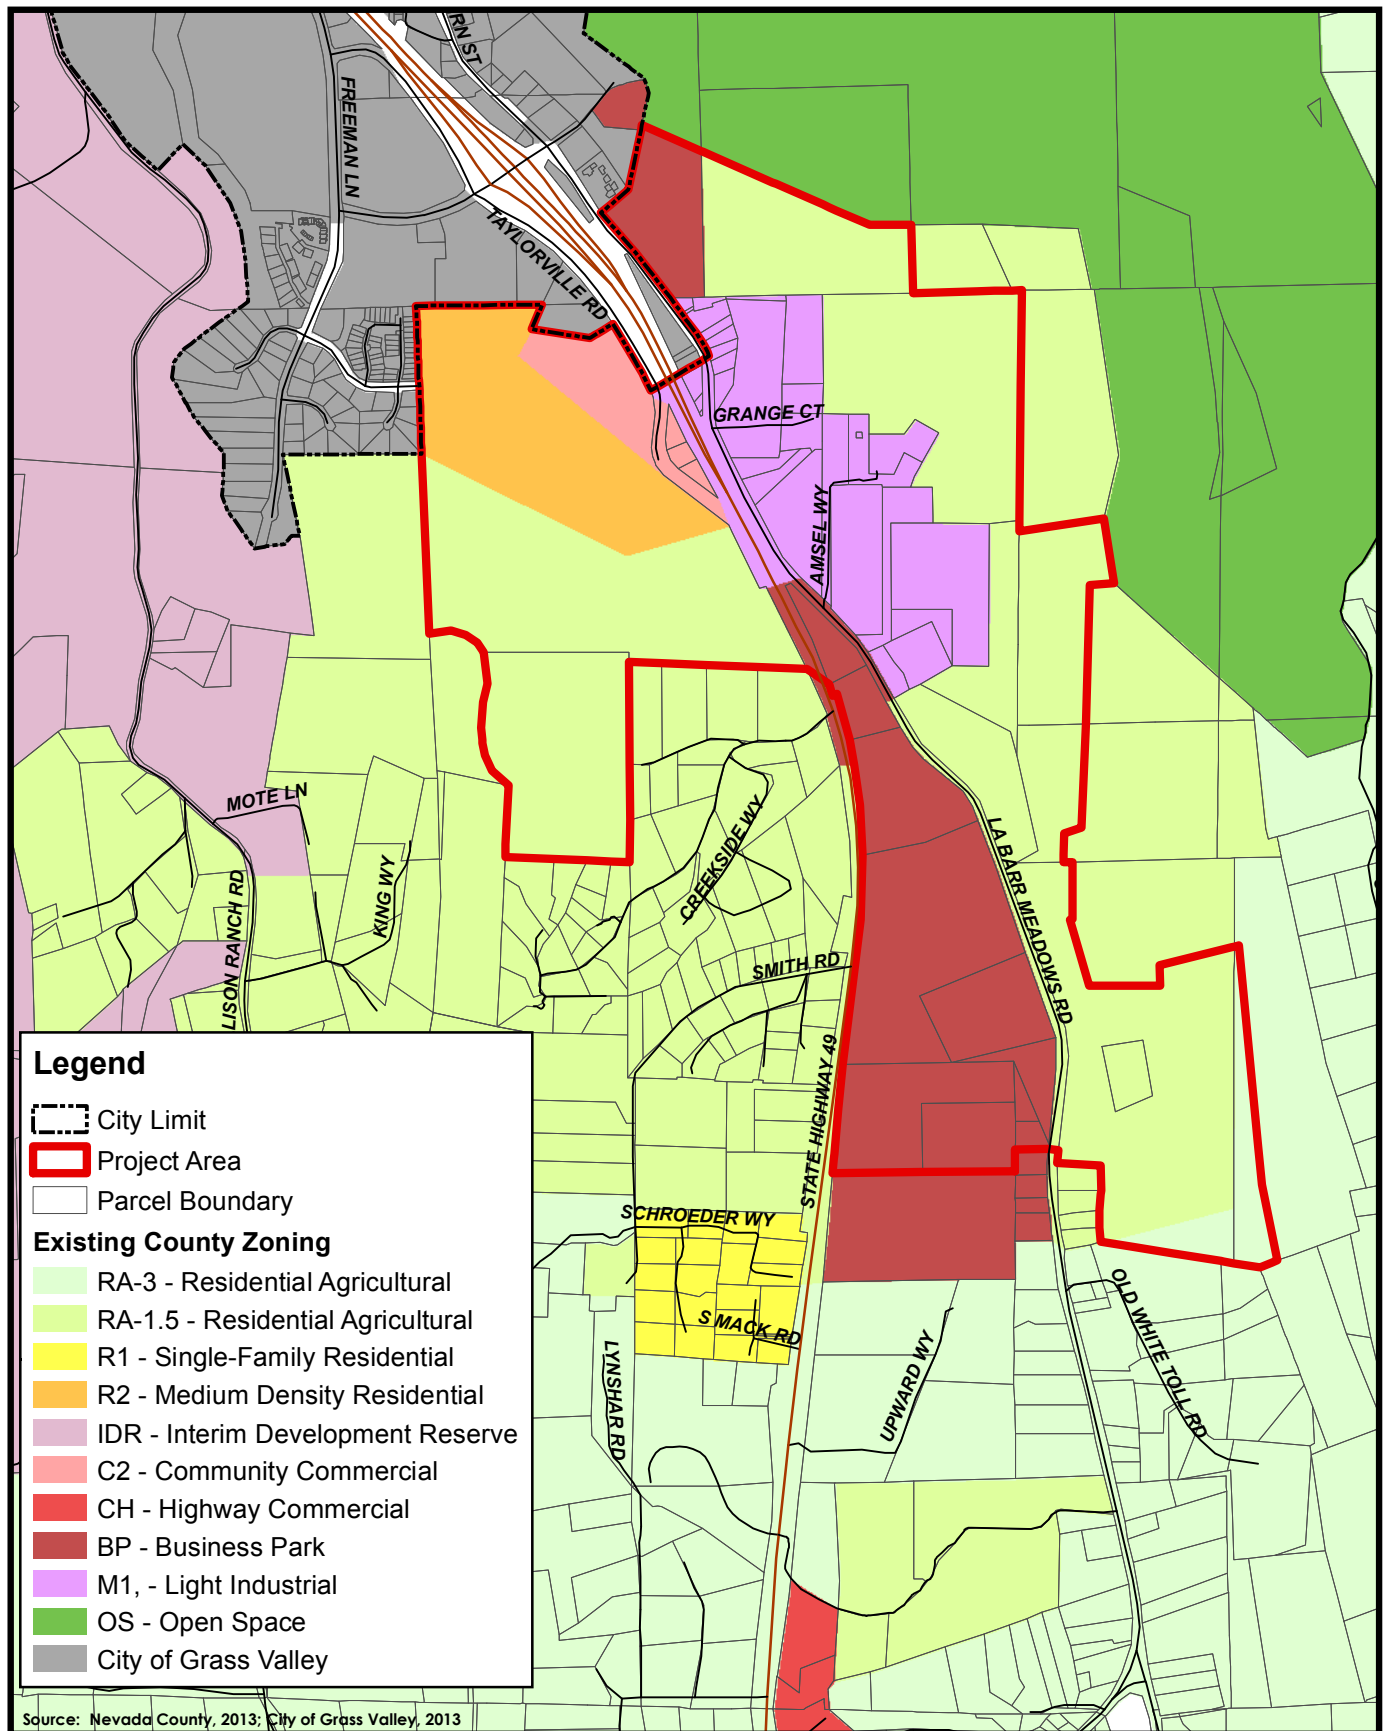 RN ST
FREEMAN LN
TAYLORVILLE RD
GRANGE CT
AMSEL WY
MOTE LN
KING WY
CREEKSIDE WY
LA BARR MEADOWS RD
LISON RANCH RD
SMITH RD
STATE HIGHWAY 49
SCHROEDER WY
S MACK RD
LYNSHAR RD
UPWARD WY
OLD WHITE TOLL RD
Legend
City Limit
Project Area
Parcel Boundary
Existing County Zoning
RA-3 - Residential Agricultural
RA-1.5 - Residential Agricultural
R1 - Single-Family Residential
R2 - Medium Density Residential
IDR - Interim Development Reserve
C2 - Community Commercial
CH - Highway Commercial
BP - Business Park
M1, - Light Industrial
OS - Open Space
City of Grass Valley
Source: Nevada County, 2013; City of Grass Valley, 2013